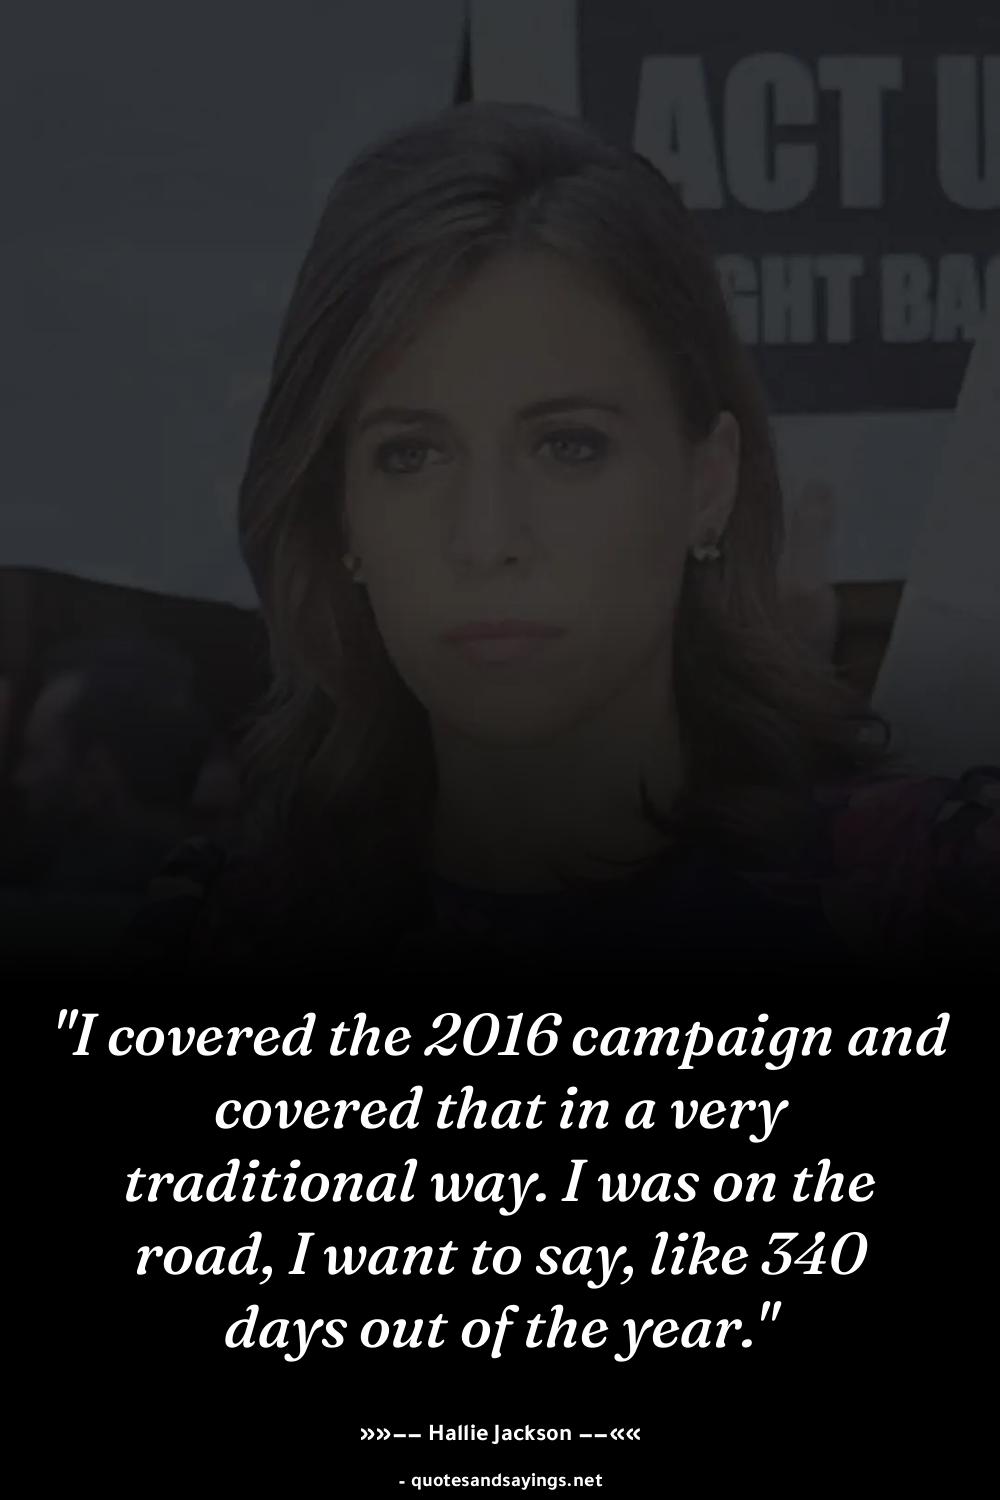 ACT U
GHT BAC
"I covered the 2016 campaign and
covered that in a very
traditional way. I was on the
road, I want to say, like 340
days out of the year."
»»−− Hallie Jackson −−««
- quotesandsayings.net